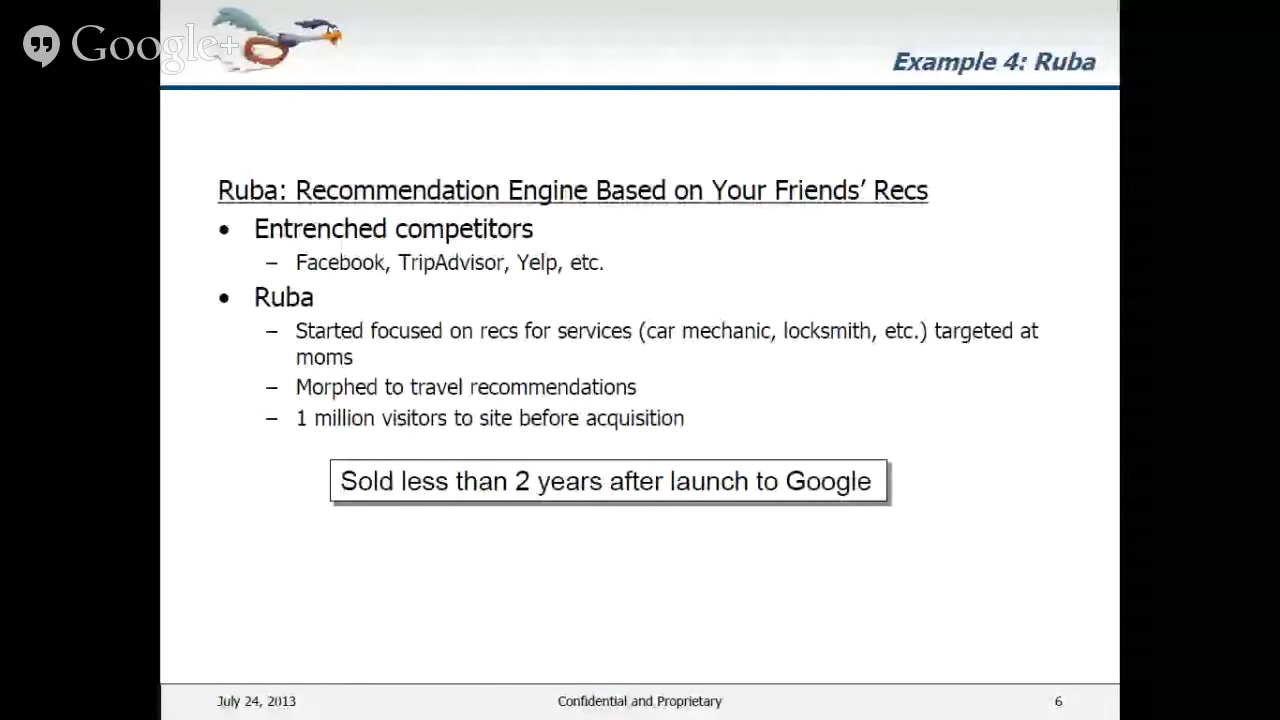 Google+
Example 4: Ruba
Ruba: Recommendation Engine Based on Your Friends’ Recs
• Entrenched competitors
– Facebook, TripAdvisor, Yelp, etc.
• Ruba
– Started focused on recs for services (car mechanic, locksmith, etc.) targeted at
moms
– Morphed to travel recommendations
– 1 million visitors to site before acquisition
Sold less than 2 years after launch to Google
July 24, 2013 Confidential and Proprietary 6